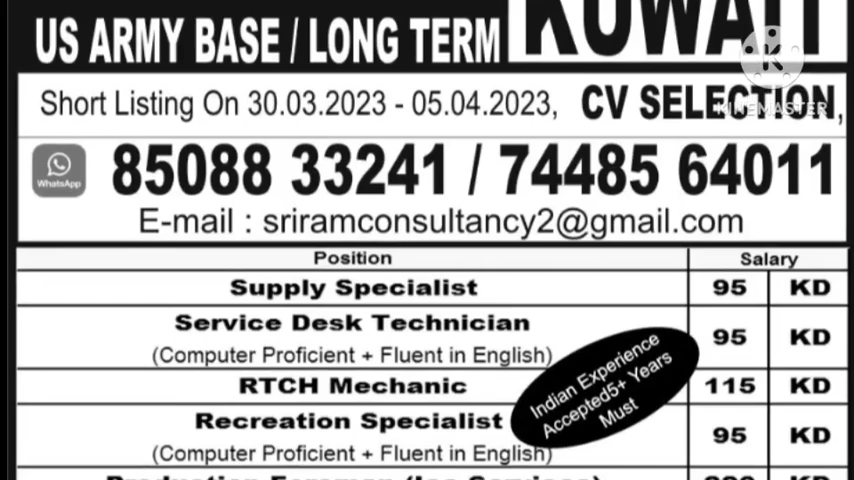 KUWAIT
US ARMY BASE / LONG TERM
Short Listing On 30.03.2023 - 05.04.2023, CV SELECTION,
KINEMASTER
WhatsApp
85088 33241 / 74485 64011
E-mail : sriramconsultancy2@gmail.com
Position Salary
Supply Specialist 95 KD
Service Desk Technician
(Computer Proficient + Fluent in English) 95 KD
Indian Experience
Accepted5+ Years
Must
RTCH Mechanic 115 KD
Recreation Specialist
(Computer Proficient + Fluent in English) 95 KD